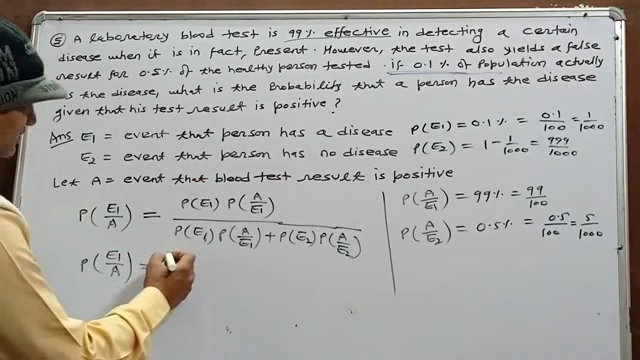 ⑤ A laboratory blood test is 99% effective in detecting a certain
disease when it is in fact, Present. However, the test also yields a false
result for 0.5% of the healthy person tested. if 0.1% of Population actually
the disease, what is the Probability that a person has the disease
given that his test result is positive?
Ans E1 = event that person has a disease P(E1) = 0.1% = 0.1/100 = 1/1000
E2 = event that person has no disease P(E2) = 1 - 1/1000 = 999/1000
Let A = event that blood test result is positive
P(E1/A) = P(E1) P(A/E1) / P(E1) P(A/E1) + P(E2) P(A/E2)
P(A/E1) = 99% = 99/100
P(A/E2) = 0.5% = 0.5/100 = 5/1000
P(E1/A) =